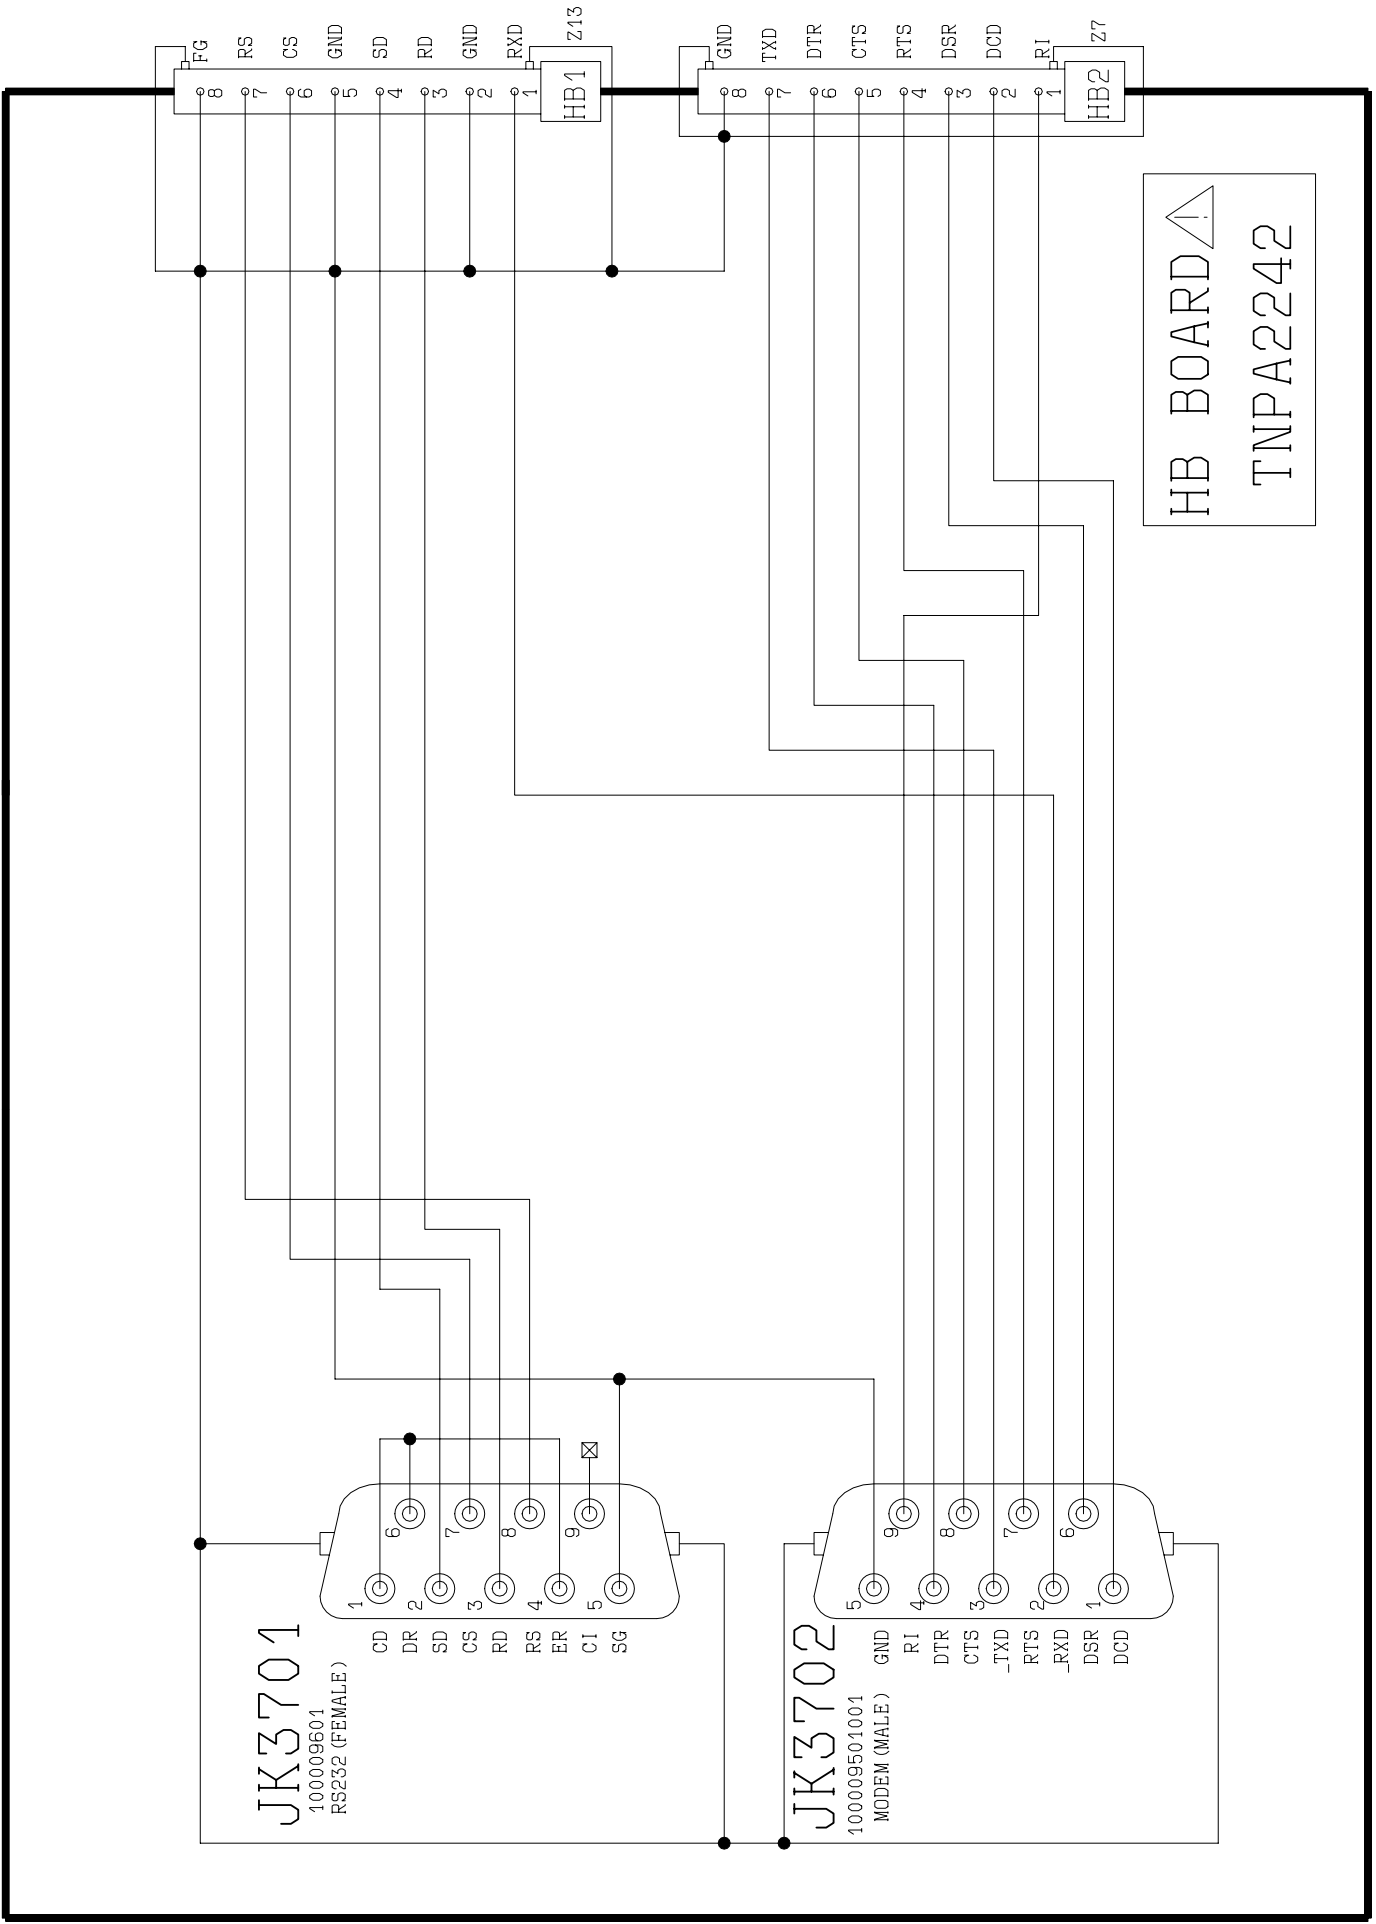 FG
RS
CS
GND
SD
RD
GND
RXD
Z13
8
7
6
5
4
3
2
1
HB1
GND
TXD
DTR
CTS
RTS
DSR
DCD
RI
Z7
8
7
6
5
4
3
2
1
HB2
HB BOARD
!
TNPA2242
JK3701
100009601
RS232 (FEMALE)
1
6
2
7
3
8
4
9
5
CD
DR
SD
CS
RD
RS
ER
CI
SG
JK3702
100009501001
MODEM (MALE)
5
9
4
8
3
7
2
6
1
GND
RI
DTR
CTS
_TXD
RTS
_RXD
DSR
DCD